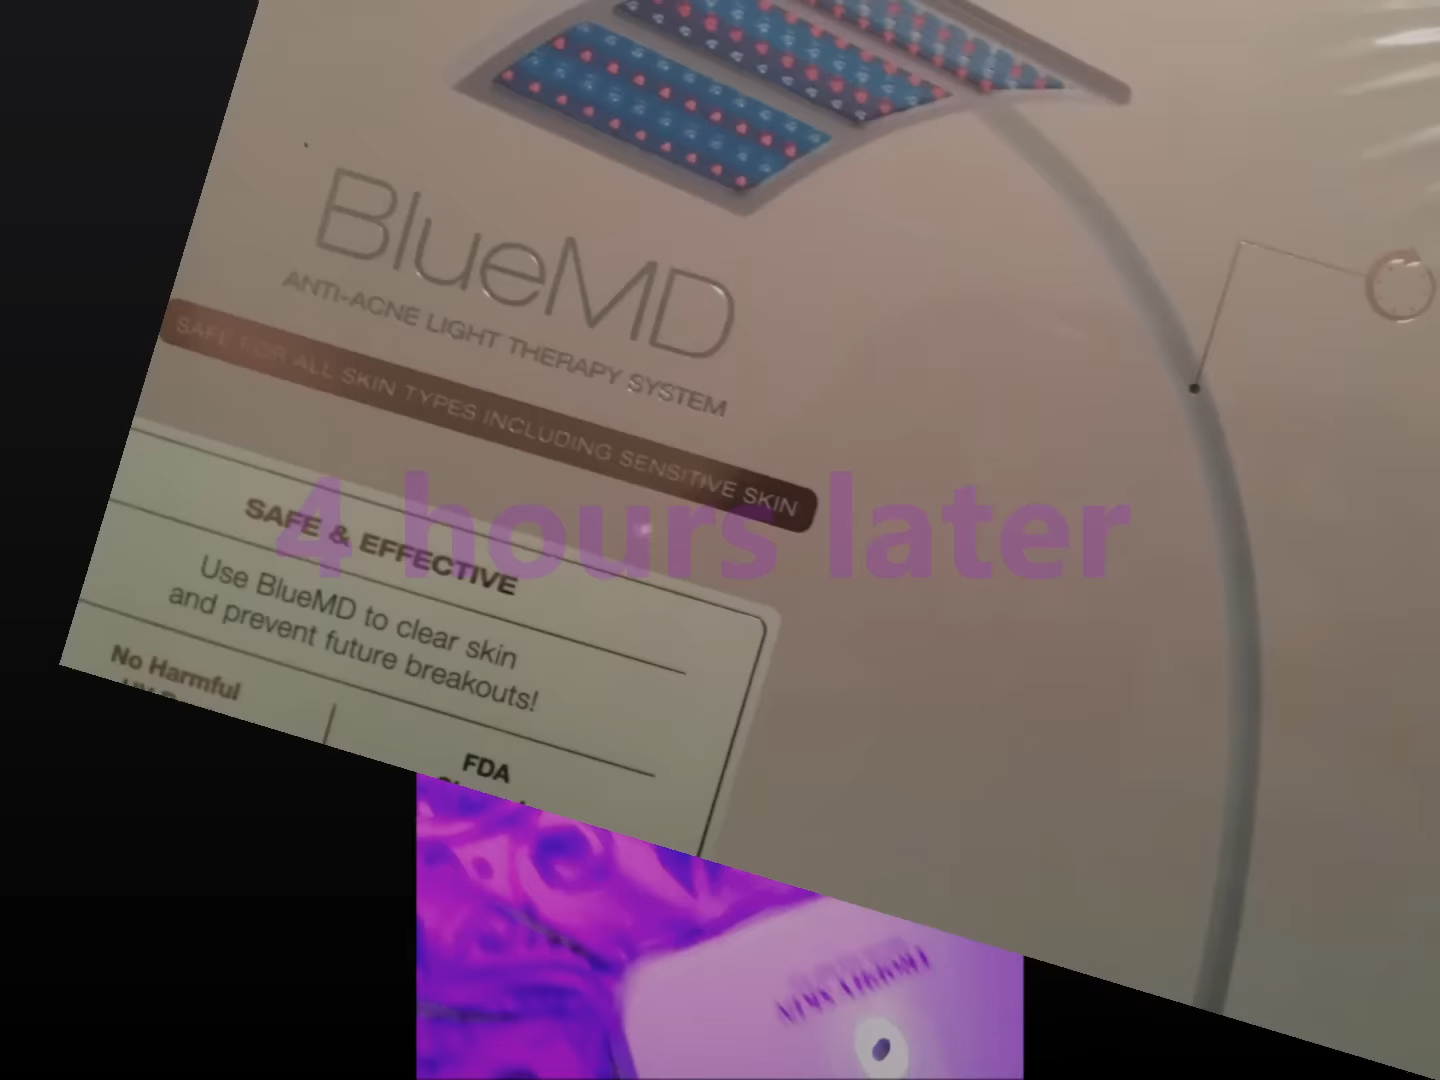 BlueMD
ANTI-ACNE LIGHT THERAPY SYSTEM
SAFE FOR ALL SKIN TYPES INCLUDING SENSITIVE SKIN
4 hours later
SAFE & EFFECTIVE
Use BlueMD to clear skin
and prevent future breakouts!
No Harmful
FDA